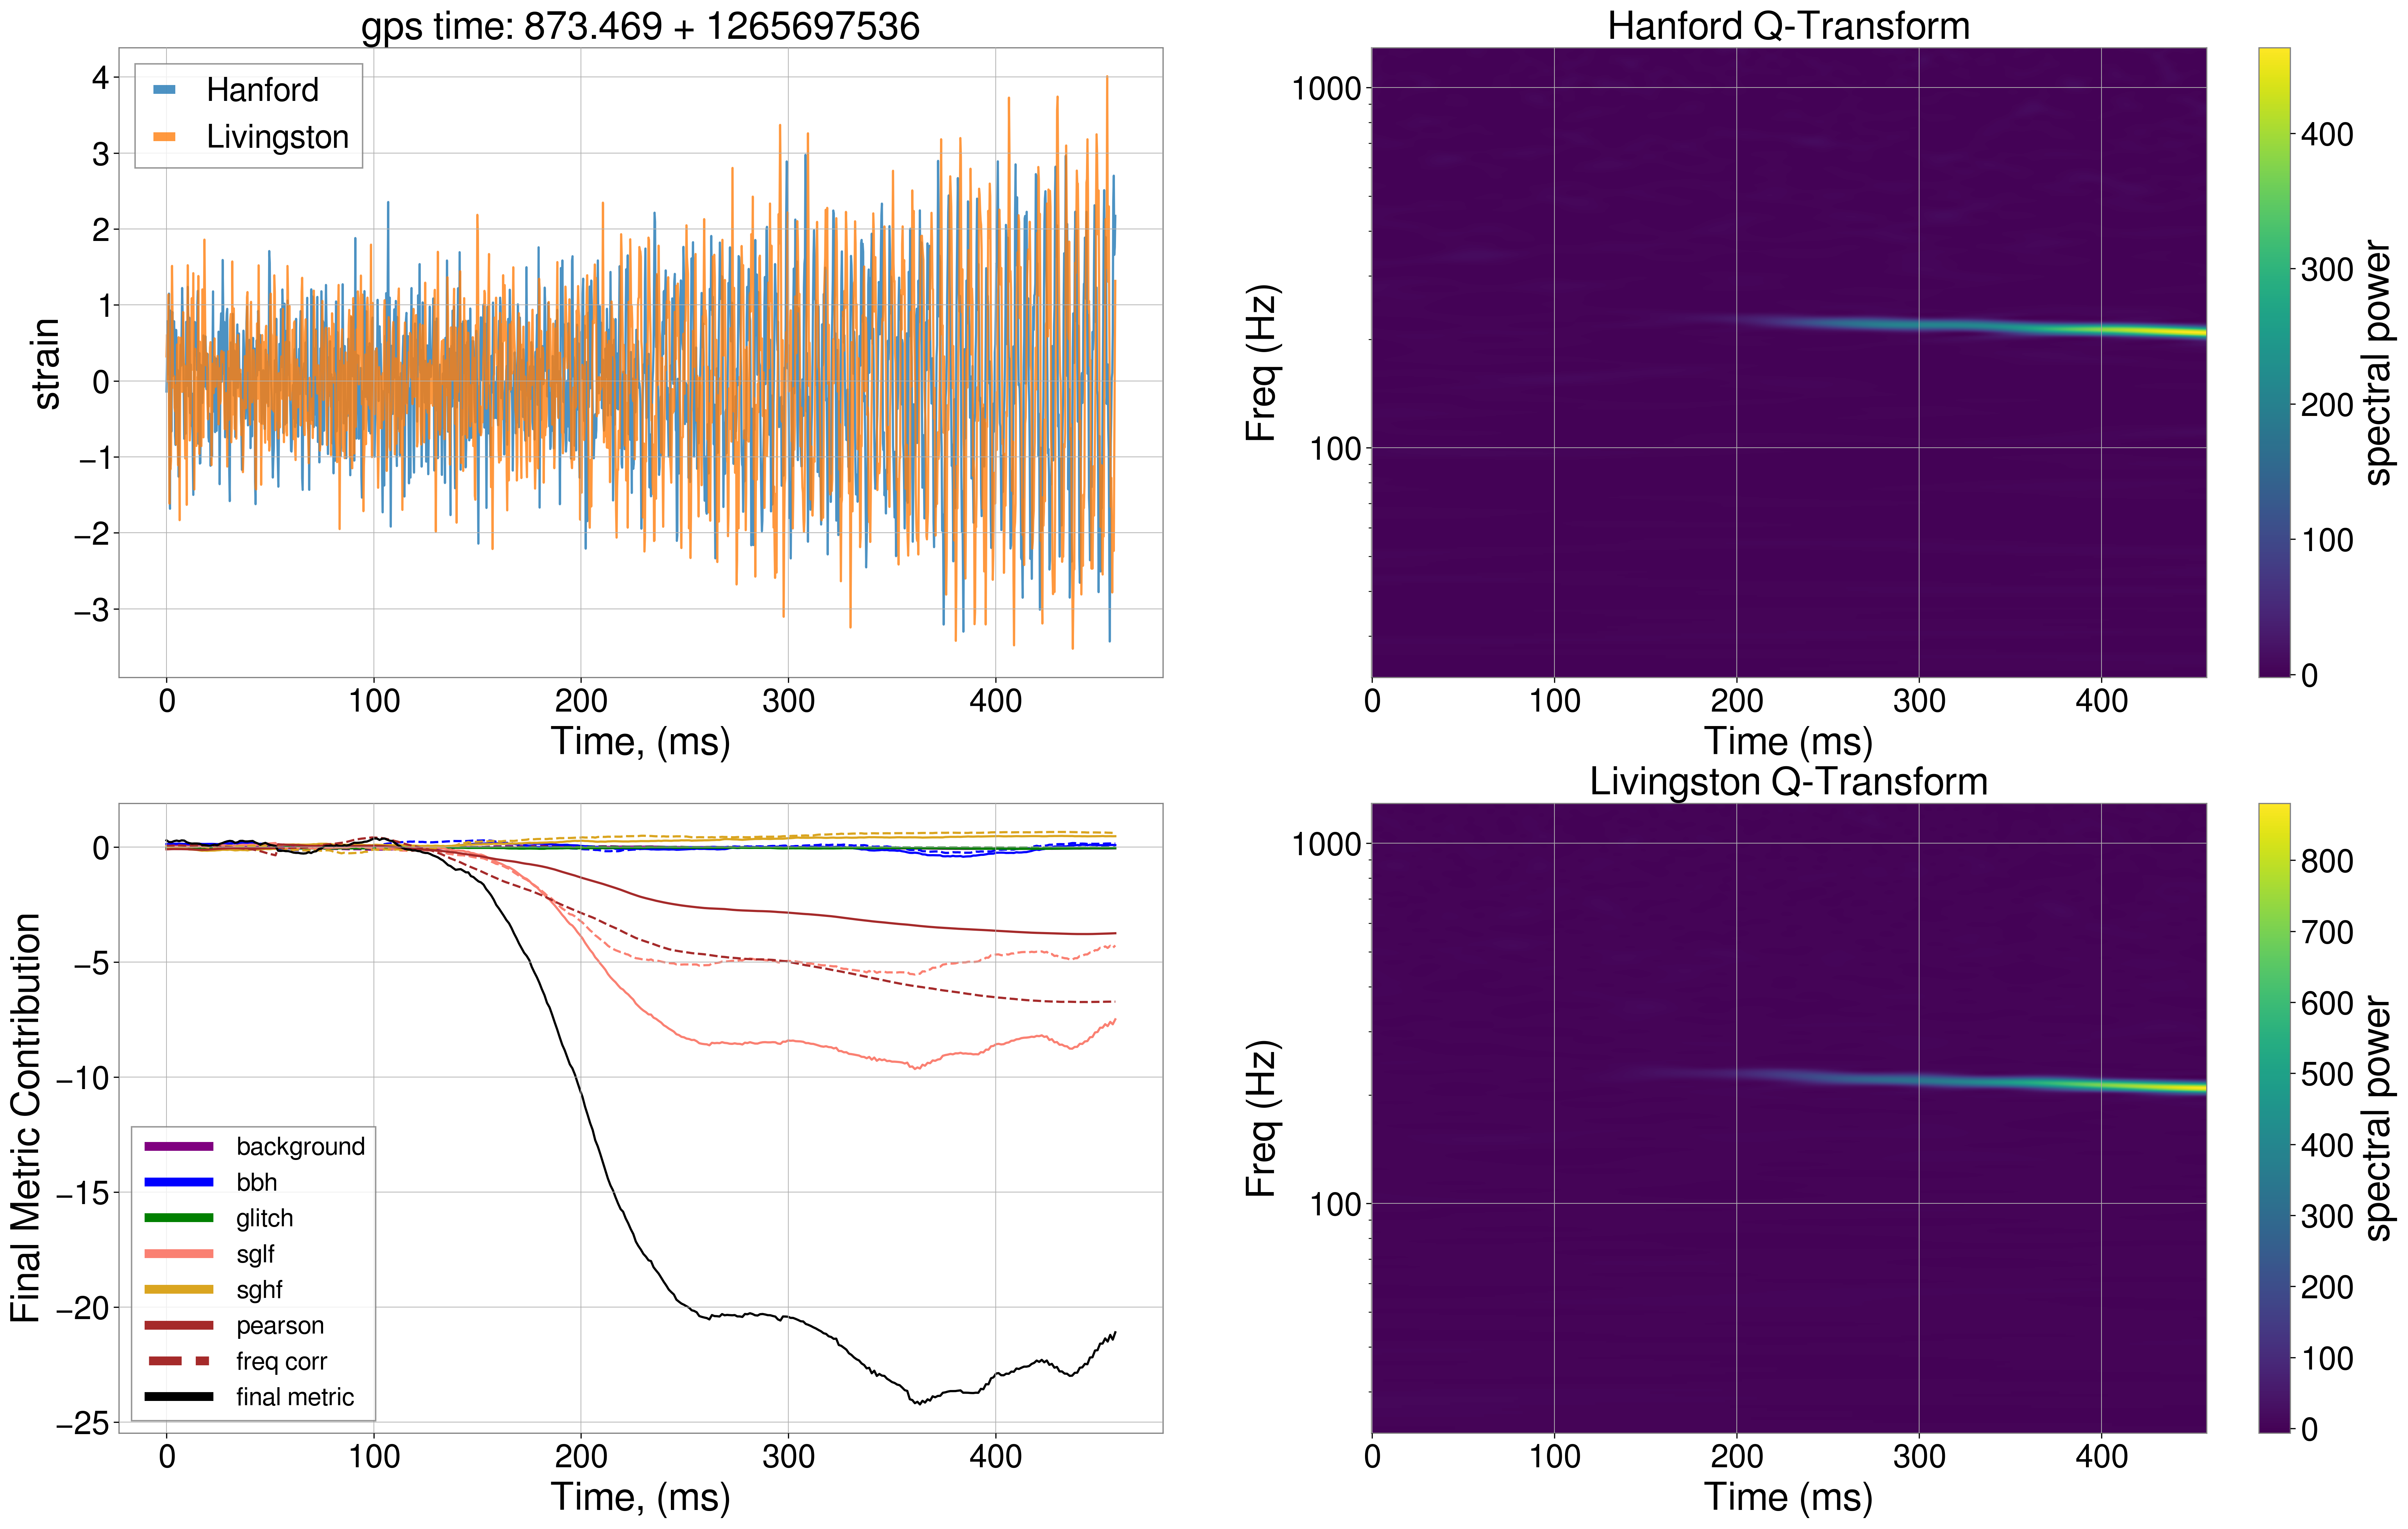 gps time: 873.469 + 1265697536
Hanford
Livingston
strain
4
3
2
1
0
−1
−2
−3
0
100
200
300
400
Time, (ms)
Hanford Q-Transform
Freq (Hz)
1000
100
0
100
200
300
400
Time (ms)
400
300
200
100
0
spectral power
Final Metric Contribution
0
−5
−10
−15
−20
−25
background
bbh
glitch
sglf
sghf
pearson
freq corr
final metric
0
100
200
300
400
Time, (ms)
Livingston Q-Transform
Freq (Hz)
1000
100
0
100
200
300
400
Time (ms)
800
700
600
500
400
300
200
100
0
spectral power